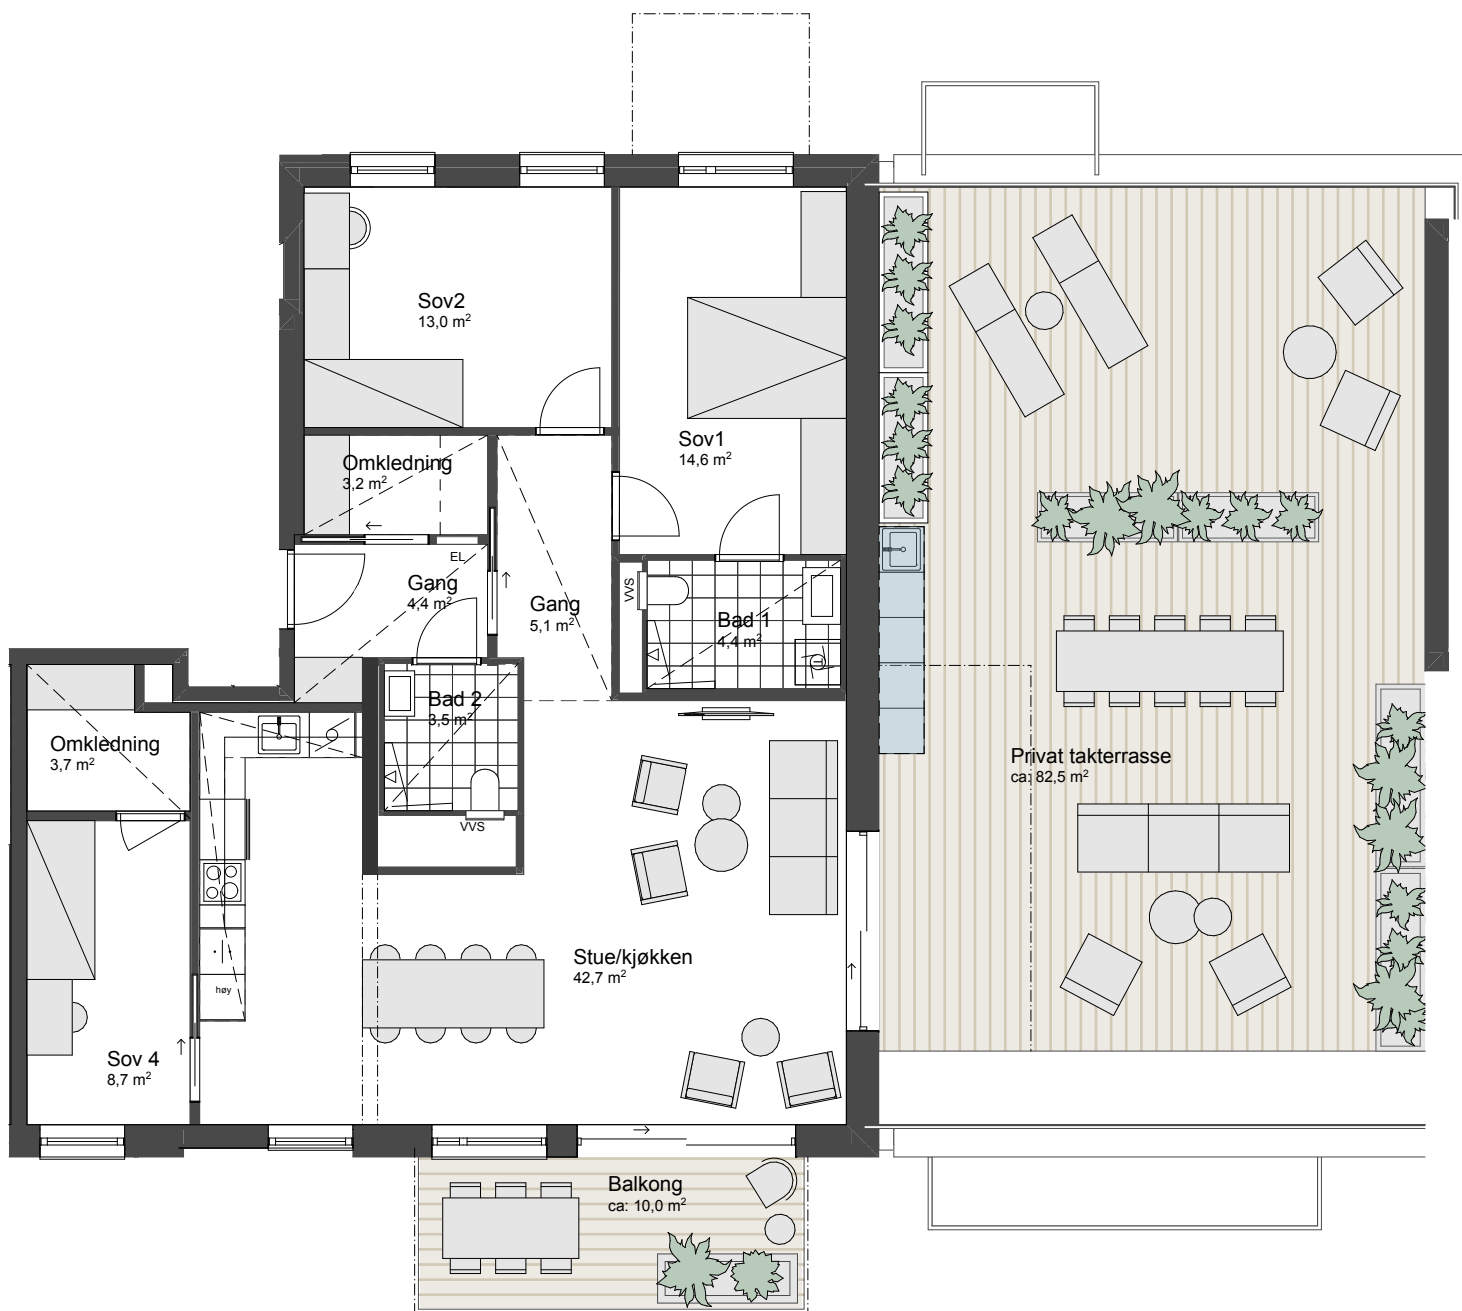 Sov2
13,0 m²
Sov1
14,6 m²
Omkledning
3,2 m²
EL
Gang
4,4 m²
Gang
5,1 m²
VVS
Bad 1
4,4 m²
Bad 2
3,5 m²
VVS
Omkledning
3,7 m²
Privat takterrasse
ca: 82,5 m²
Stue/kjøkken
42,7 m²
høy
Sov 4
8,7 m²
Balkong
ca: 10,0 m²